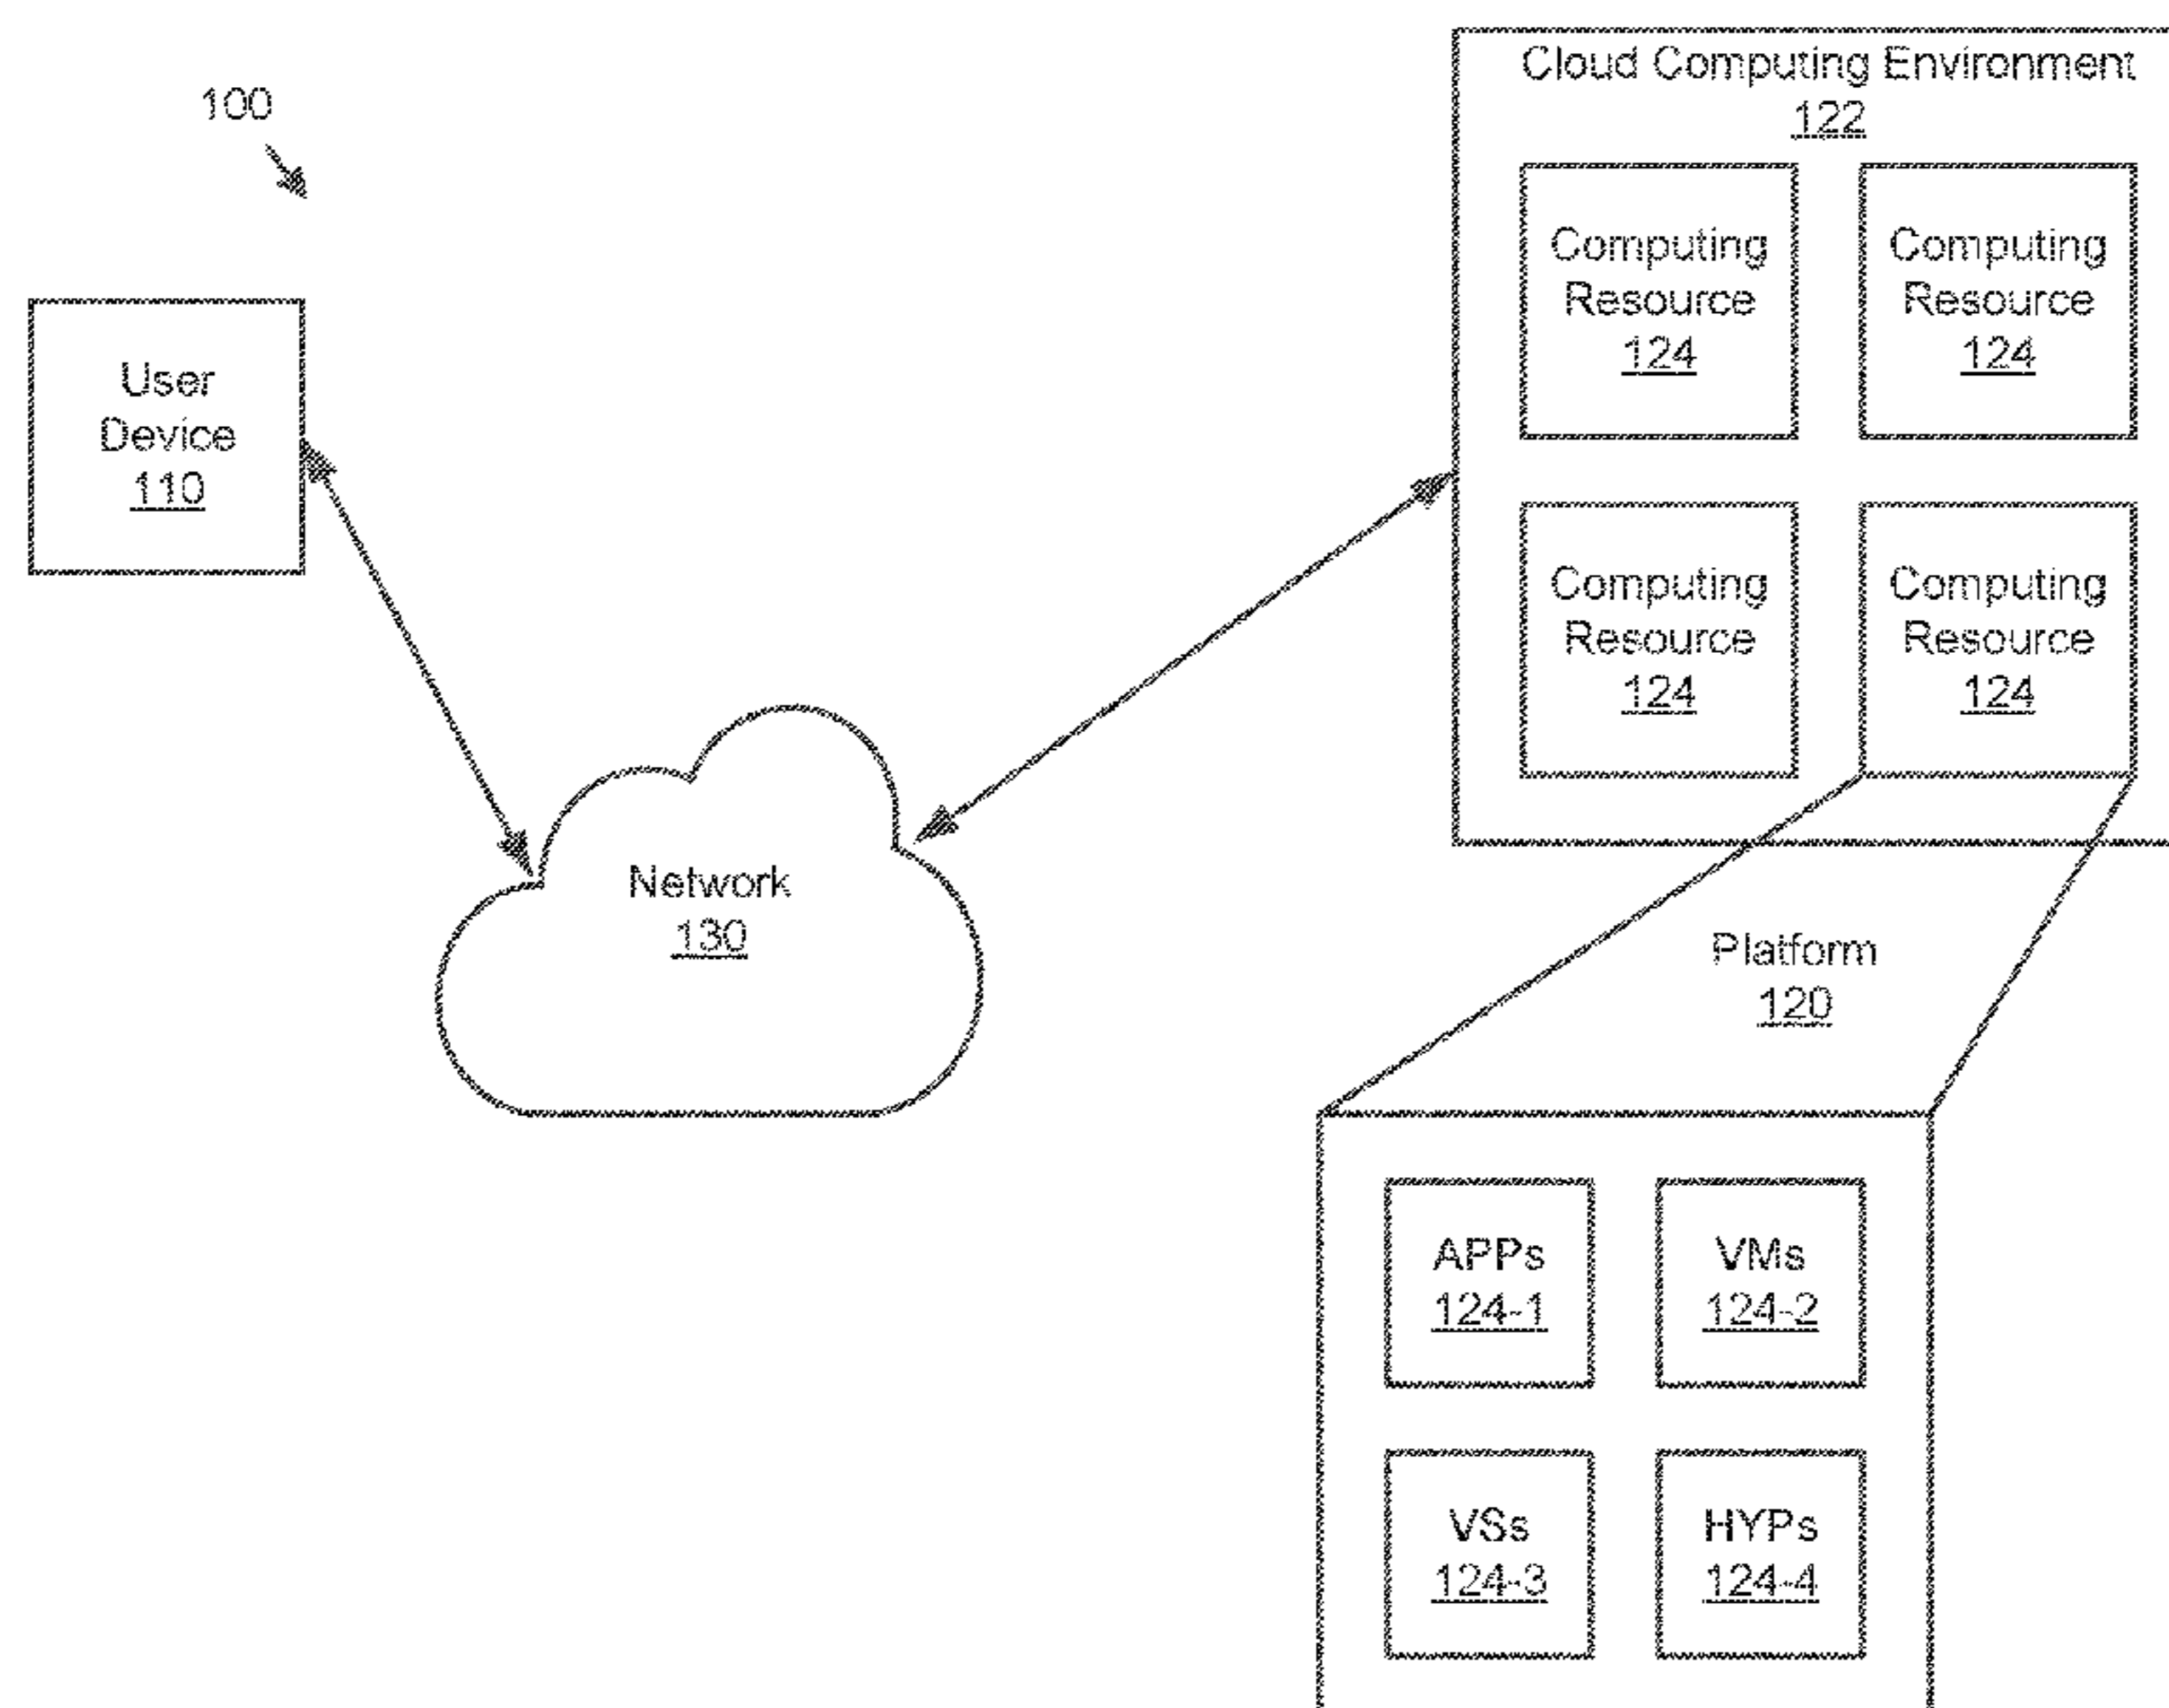 100
User
Device
110
Network
130
Cloud Computing Environment
122
Computing
Resource
124
Computing
Resource
124
Computing
Resource
124
Computing
Resource
124
Platform
120
APPs
124-1
VMs
124-2
VSs
124-3
HYPs
124-4